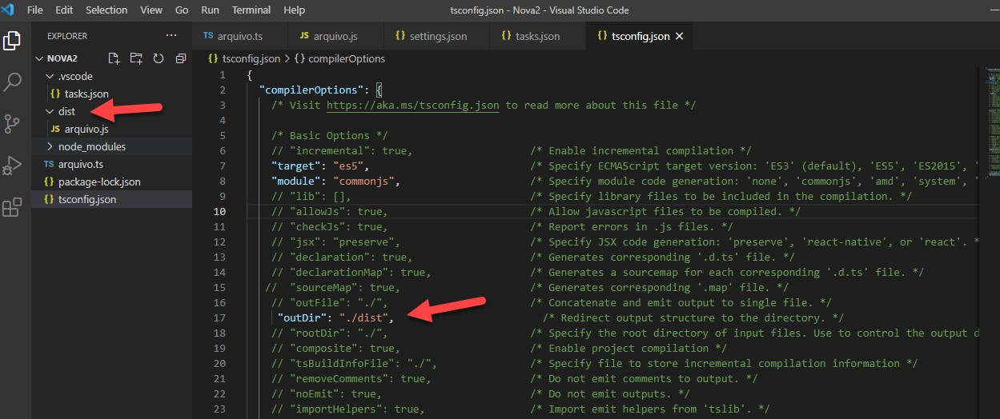 File Edit Selection View Go Run Terminal Help tsconfig.json - Nova2 - Visual Studio Code
EXPLORER ...
TS arquivo.ts JS arquivo.js {} settings.json {} tasks.json {} tsconfig.json ×
NOVA2
{} tsconfig.json > {} compilerOptions
.vscode
{} tasks.json
dist
JS arquivo.js
node_modules
TS arquivo.ts
{} package-lock.json
{} tsconfig.json
1 {
2 "compilerOptions": {
3 /* Visit https://aka.ms/tsconfig.json to read more about this file */
4
5 /* Basic Options */
6 // "incremental": true, /* Enable incremental compilation */
7 "target": "es5", /* Specify ECMAScript target version: 'ES3' (default), 'ES5', 'ES2015', '
8 "module": "commonjs", /* Specify module code generation: 'none', 'commonjs', 'amd', 'system', '
9 // "lib": [], /* Specify library files to be included in the compilation. */
10 // "allowJs": true, /* Allow javascript files to be compiled. */
11 // "checkJs": true, /* Report errors in .js files. */
12 // "jsx": "preserve", /* Specify JSX code generation: 'preserve', 'react-native', or 'react'. *
13 // "declaration": true, /* Generates corresponding '.d.ts' file. */
14 // "declarationMap": true, /* Generates a sourcemap for each corresponding '.d.ts' file. */
15 // "sourceMap": true, /* Generates corresponding '.map' file. */
16 // "outFile": "./", /* Concatenate and emit output to single file. */
17 "outDir": "./dist", /* Redirect output structure to the directory. */
18 // "rootDir": "./", /* Specify the root directory of input files. Use to control the output d
19 // "composite": true, /* Enable project compilation */
20 // "tsBuildInfoFile": "./", /* Specify file to store incremental compilation information */
21 // "removeComments": true, /* Do not emit comments to output. */
22 // "noEmit": true, /* Do not emit outputs. */
23 // "importHelpers": true, /* Import emit helpers from 'tslib'. */